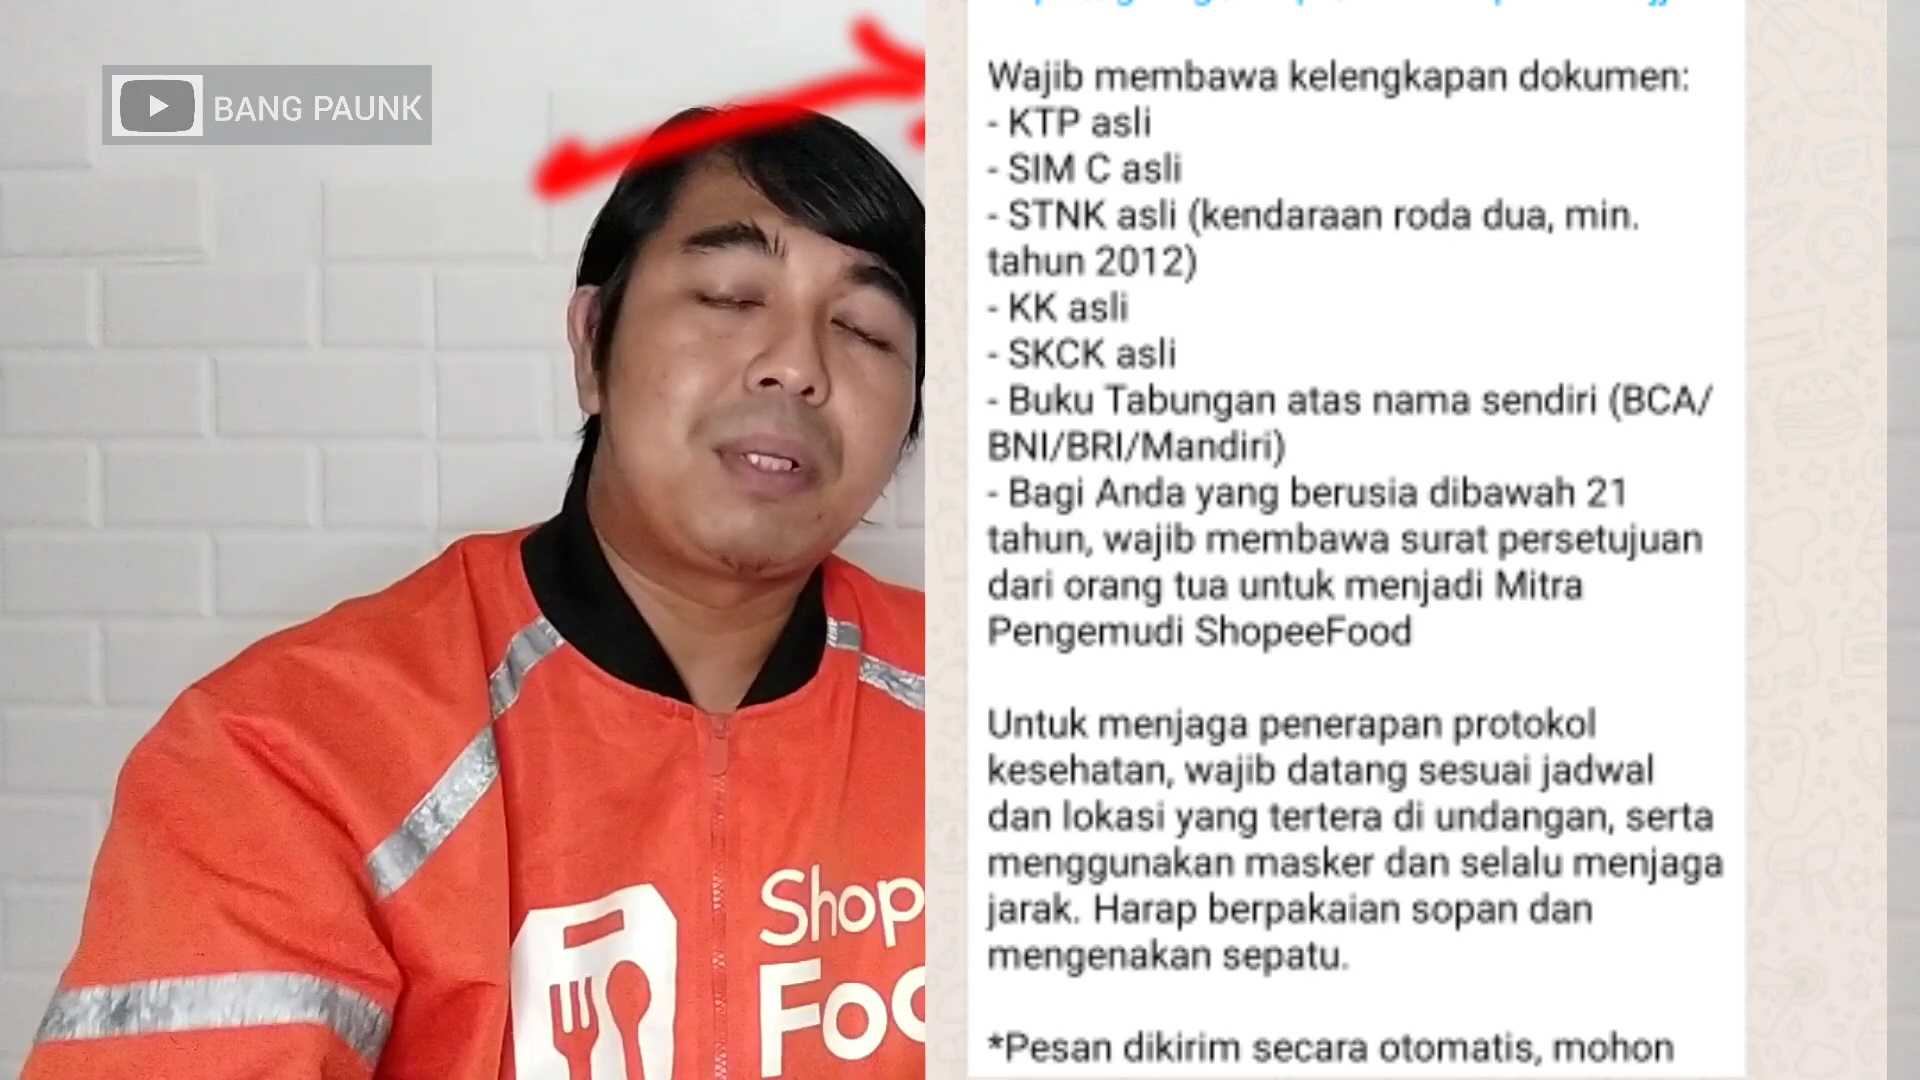 BANG PAUNK
Wajib membawa kelengkapan dokumen:
- KTP asli
- SIM C asli
- STNK asli (kendaraan roda dua, min.
tahun 2012)
- KK asli
- SKCK asli
- Buku Tabungan atas nama sendiri (BCA/
BNI/BRI/Mandiri)
- Bagi Anda yang berusia dibawah 21
tahun, wajib membawa surat persetujuan
dari orang tua untuk menjadi Mitra
Pengemudi ShopeeFood
Untuk menjaga penerapan protokol
kesehatan, wajib datang sesuai jadwal
dan lokasi yang tertera di undangan, serta
menggunakan masker dan selalu menjaga
jarak. Harap berpakaian sopan dan
mengenakan sepatu.
*Pesan dikirim secara otomatis, mohon
Shop
Foo